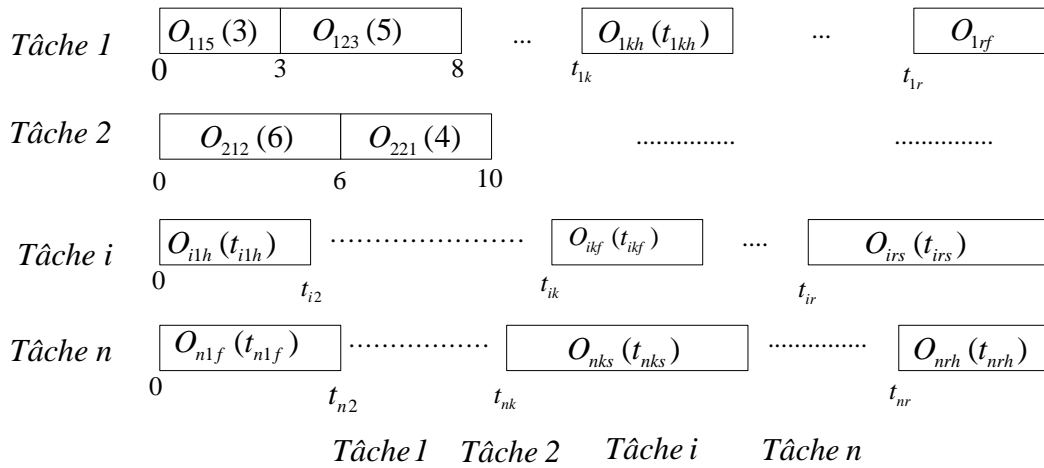 Tâche 1 O₁₁₅ (3) O₁₂₃ (5) ... O₁ₖₕ (t₁ₖₕ) ... O₁ᵣf
0 3 8 t₁ₖ t₁ᵣ
Tâche 2 O₂₁₂ (6) O₂₂₁ (4) ............... ...............
0 6 10
Tâche i Oᵢ₁ₕ (tᵢ₁ₕ) ........................ Oᵢₖf (tᵢₖf) .... Oᵢᵣₛ (tᵢᵣₛ)
0 tᵢ₂ tᵢₖ tᵢᵣ
Tâche n Oₙ₁f (tₙ₁f) ................. Oₙₖₛ (tₙₖₛ) ................ Oₙᵣₕ (tₙᵣₕ)
0 tₙ₂ tₙₖ tₙᵣ
Tâche 1 Tâche 2 Tâche i Tâche n